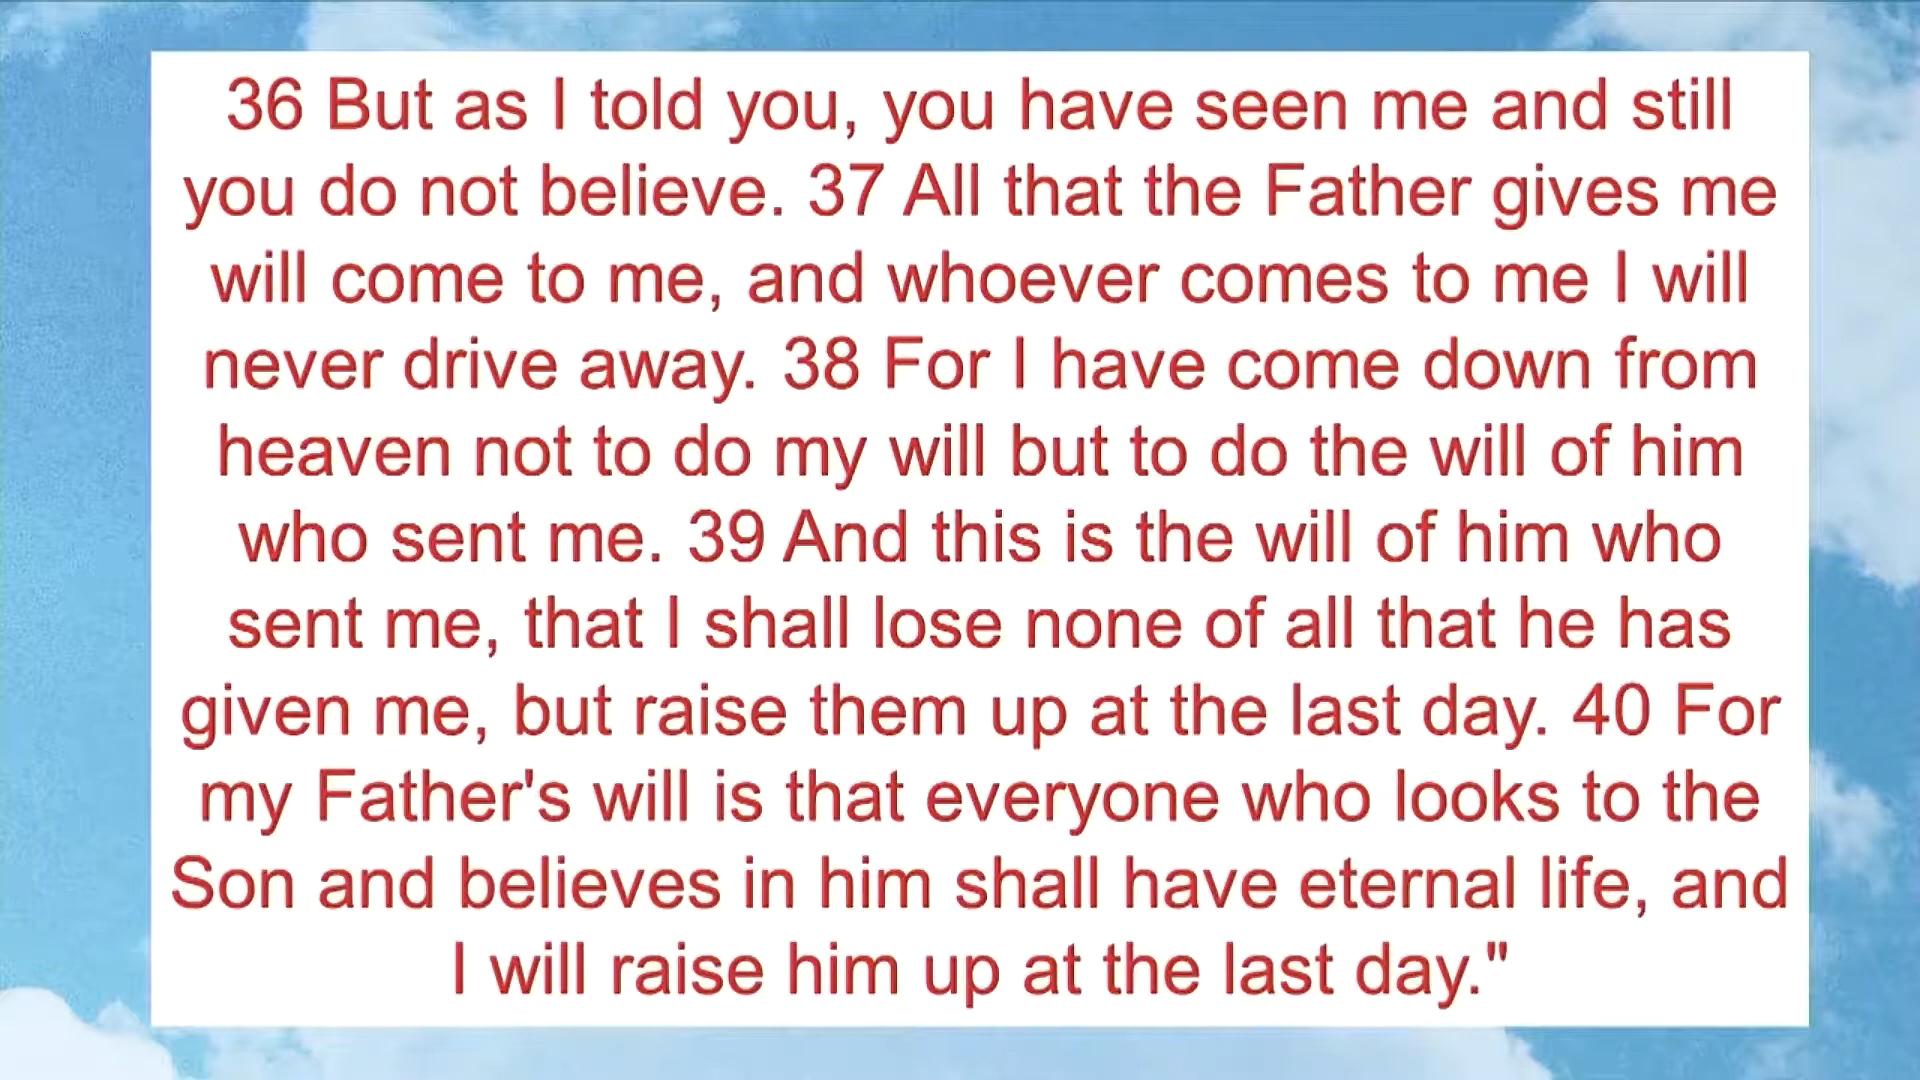 36 But as I told you, you have seen me and still
you do not believe. 37 All that the Father gives me
will come to me, and whoever comes to me I will
never drive away. 38 For I have come down from
heaven not to do my will but to do the will of him
who sent me. 39 And this is the will of him who
sent me, that I shall lose none of all that he has
given me, but raise them up at the last day. 40 For
my Father's will is that everyone who looks to the
Son and believes in him shall have eternal life, and
I will raise him up at the last day."